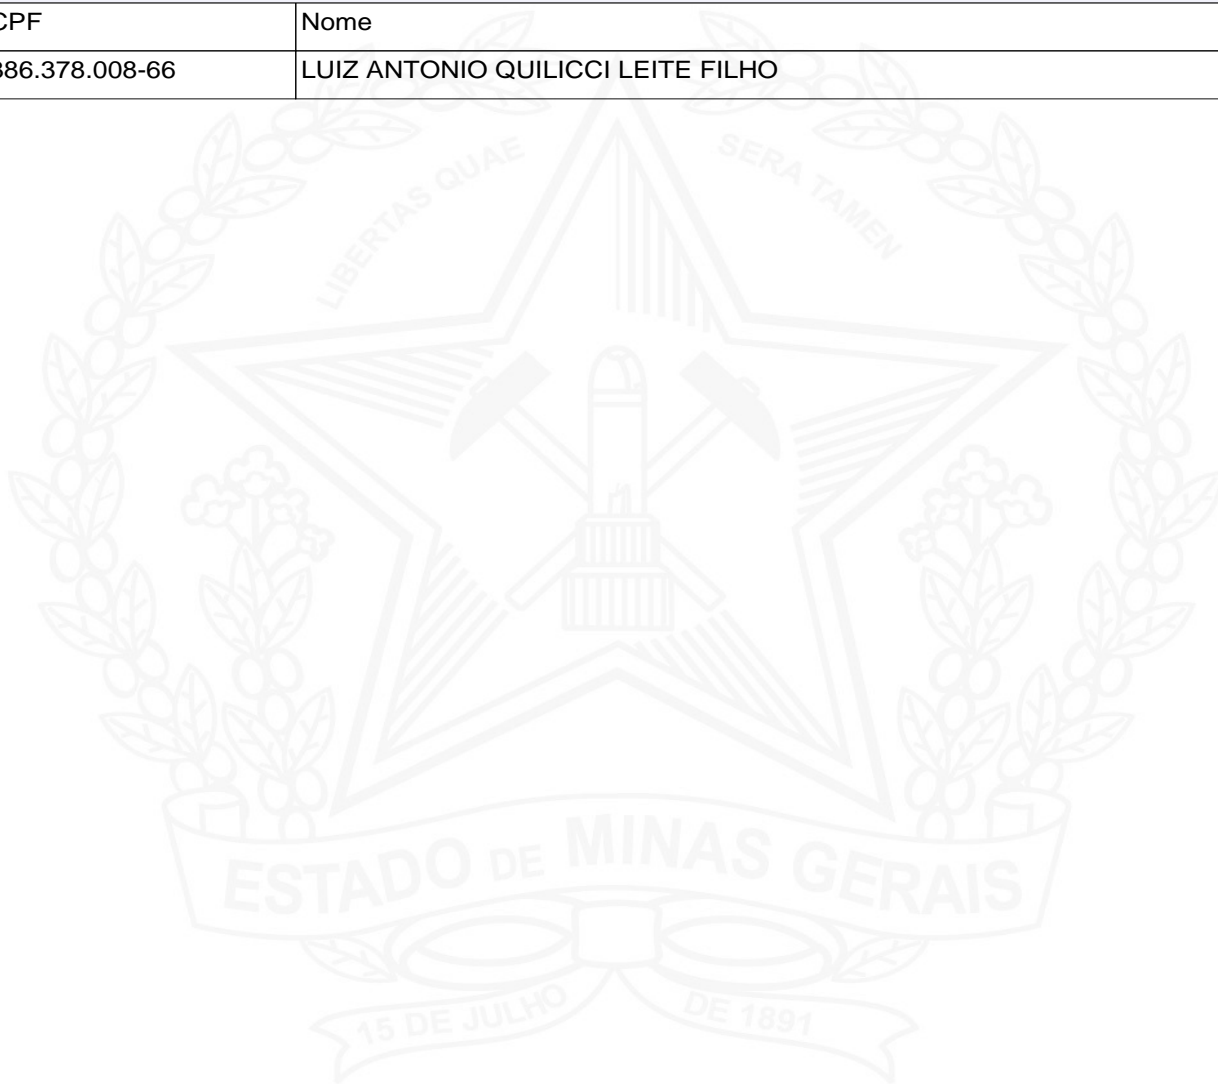 CPF Nome
386.378.008-66 LUIZ ANTONIO QUILICCI LEITE FILHO
LIBERTAS QUAE SERA TAMEN
ESTADO DE MINAS GERAIS
15 DE JULHO DE 1891